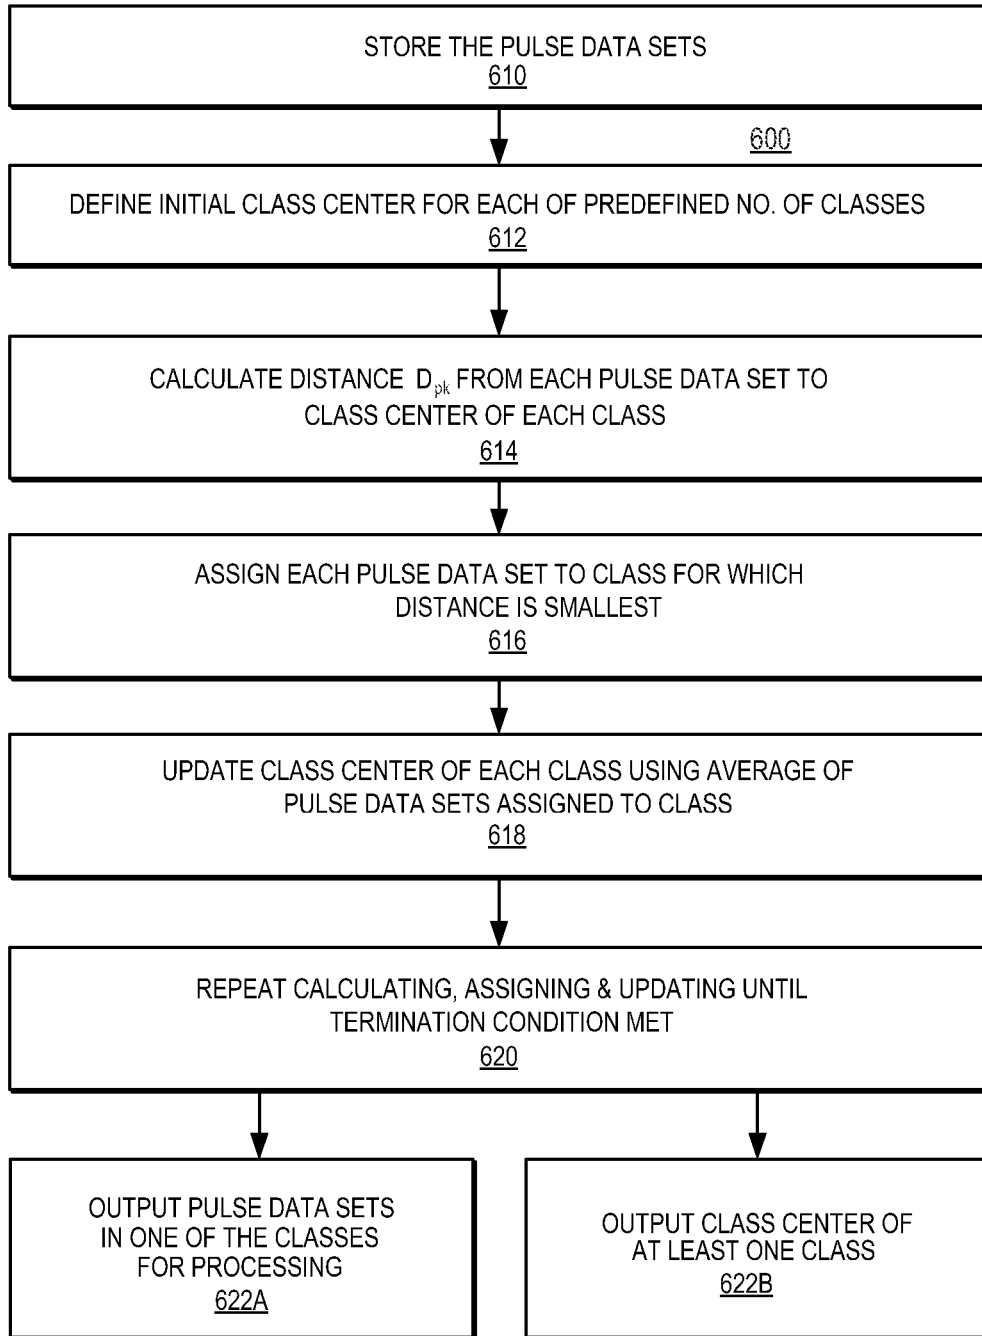 STORE THE PULSE DATA SETS
610
600
DEFINE INITIAL CLASS CENTER FOR EACH OF PREDEFINED NO. OF CLASSES
612
CALCULATE DISTANCE D_pk FROM EACH PULSE DATA SET TO
CLASS CENTER OF EACH CLASS
614
ASSIGN EACH PULSE DATA SET TO CLASS FOR WHICH
DISTANCE IS SMALLEST
616
UPDATE CLASS CENTER OF EACH CLASS USING AVERAGE OF
PULSE DATA SETS ASSIGNED TO CLASS
618
REPEAT CALCULATING, ASSIGNING & UPDATING UNTIL
TERMINATION CONDITION MET
620
OUTPUT PULSE DATA SETS
IN ONE OF THE CLASSES
FOR PROCESSING
622A
OUTPUT CLASS CENTER OF
AT LEAST ONE CLASS
622B